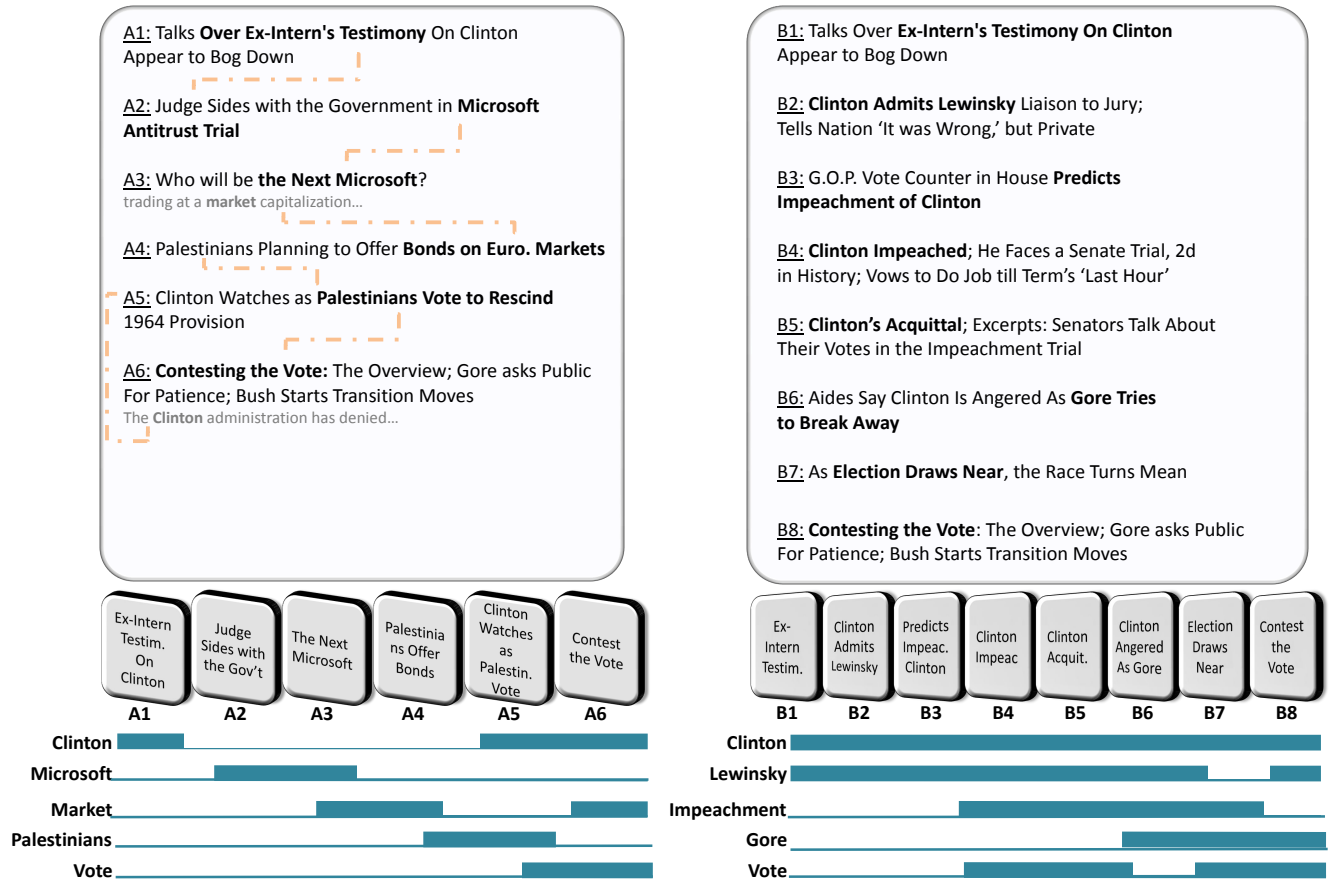 A1: Talks Over Ex-Intern's Testimony On Clinton
Appear to Bog Down
A2: Judge Sides with the Government in Microsoft
Antitrust Trial
A3: Who will be the Next Microsoft?
trading at a market capitalization…
A4: Palestinians Planning to Offer Bonds on Euro. Markets
A5: Clinton Watches as Palestinians Vote to Rescind
1964 Provision
A6: Contesting the Vote: The Overview; Gore asks Public
For Patience; Bush Starts Transition Moves
The Clinton administration has denied…
B1: Talks Over Ex-Intern's Testimony On Clinton
Appear to Bog Down
B2: Clinton Admits Lewinsky Liaison to Jury;
Tells Nation ‘It was Wrong,’ but Private
B3: G.O.P. Vote Counter in House Predicts
Impeachment of Clinton
B4: Clinton Impeached; He Faces a Senate Trial, 2d
in History; Vows to Do Job till Term’s ‘Last Hour’
B5: Clinton’s Acquittal; Excerpts: Senators Talk About
Their Votes in the Impeachment Trial
B6: Aides Say Clinton Is Angered As Gore Tries
to Break Away
B7: As Election Draws Near, the Race Turns Mean
B8: Contesting the Vote: The Overview; Gore asks Public
For Patience; Bush Starts Transition Moves
Ex-Intern
Testim.
On
Clinton
Judge
Sides with
the Gov’t
The Next
Microsoft
Palestinia
ns Offer
Bonds
Clinton
Watches
as
Palestin.
Vote
Contest
the Vote
A1 A2 A3 A4 A5 A6
Clinton
Microsoft
Market
Palestinians
Vote
Ex-
Intern
Testim.
Clinton
Admits
Lewinsky
Predicts
Impeac.
Clinton
Clinton
Impeac
Clinton
Acquit.
Clinton
Angered
As Gore
Election
Draws
Near
Contest
the
Vote
B1 B2 B3 B4 B5 B6 B7 B8
Clinton
Lewinsky
Impeachment
Gore
Vote